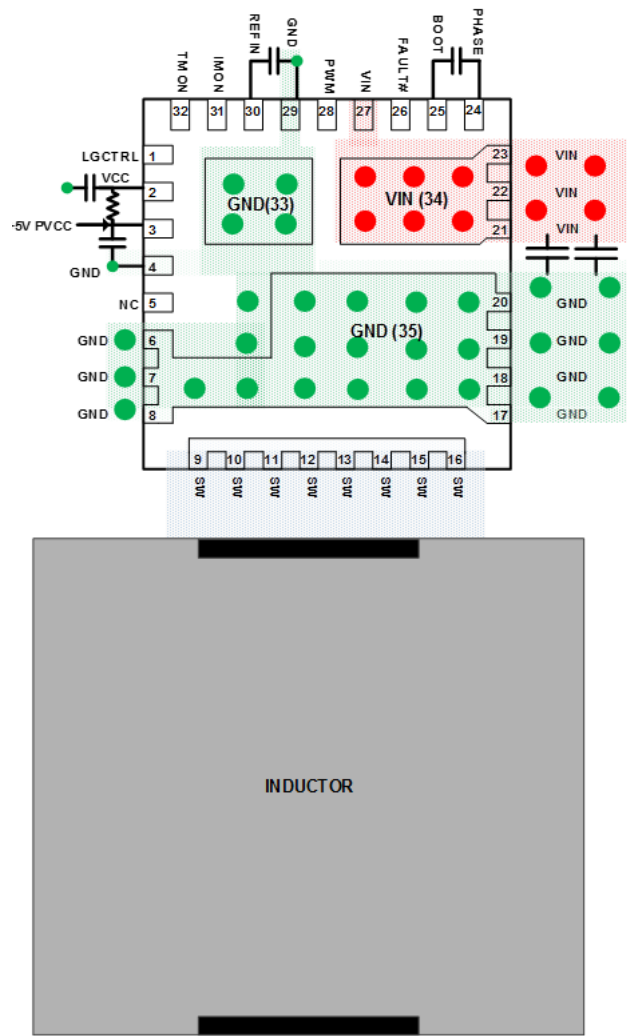 TMON
IMON
REFIN
GND
PWM
VIN
FAULT#
BOOT
PHASE
32
31
30
29
28
27
26
25
24
LGCTRL
1
VCC
2
-5V PVCC
3
GND
4
NC
5
GND
6
GND
7
GND
8
GND(33)
VIN (34)
23
22
21
VIN
VIN
VIN
GND (35)
20
19
18
17
GND
GND
GND
GND
9
10
11
12
13
14
15
16
SW
SW
SW
SW
SW
SW
SW
SW
INDUCTOR